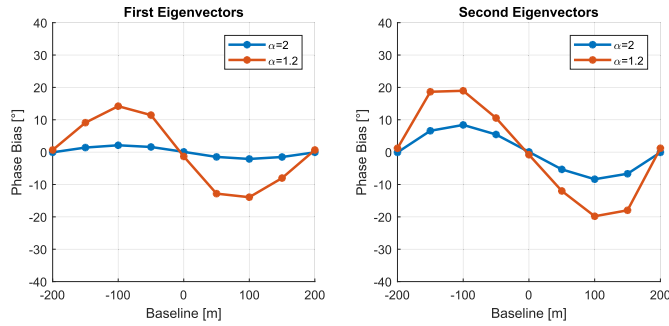 First Eigenvectors
40
30
20
10
0
-10
-20
-30
-40
Phase Bias [°]
-200
-100
0
100
200
Baseline [m]
α=2
α=1.2
Second Eigenvectors
40
30
20
10
0
-10
-20
-30
-40
Phase Bias [°]
-200
-100
0
100
200
Baseline [m]
α=2
α=1.2